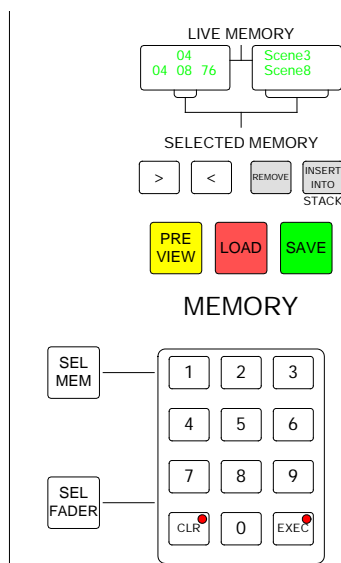 LIVE MEMORY
04
04 08 76
Scene3
Scene8
SELECTED MEMORY
>
<
REMOVE
INSERT
INTO
STACK
PRE
VIEW
LOAD
SAVE
MEMORY
SEL
MEM
1
2
3
4
5
6
SEL
FADER
7
8
9
CLR
0
EXEC